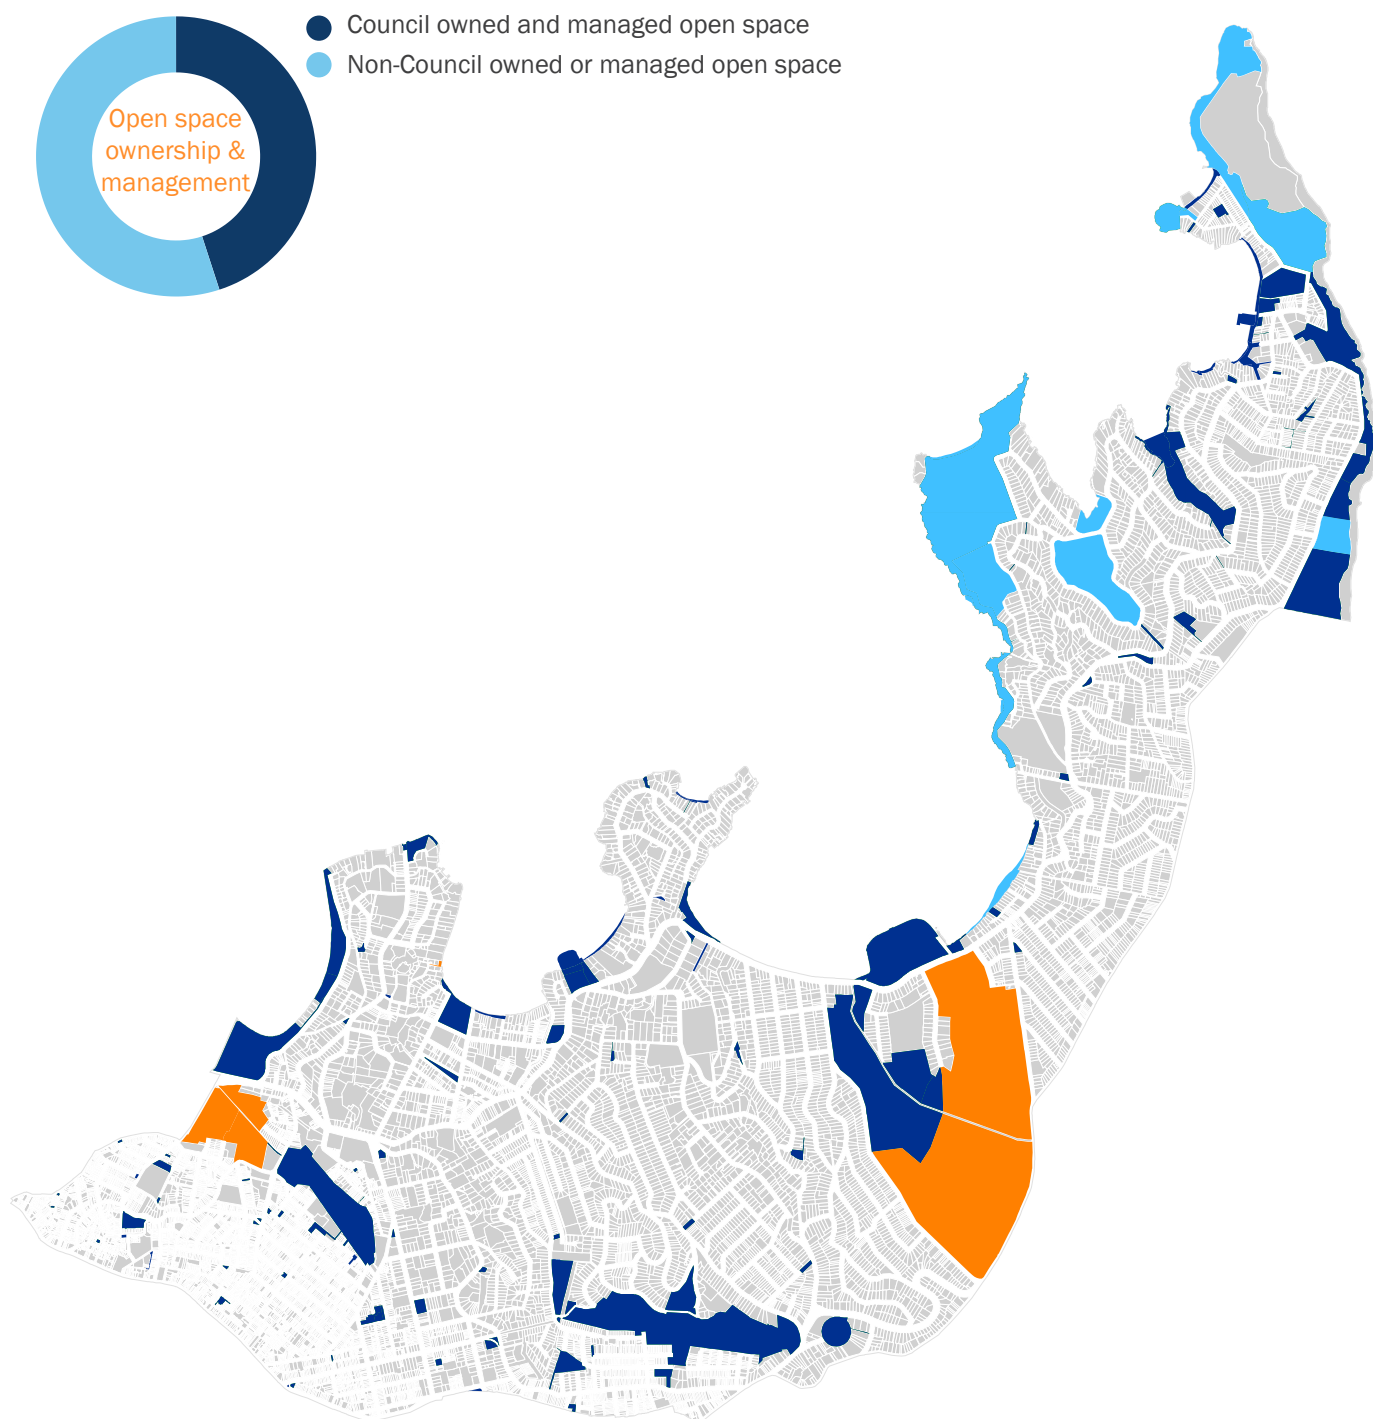 Council owned and managed open space
Non-Council owned or managed open space
Open space
ownership &
management